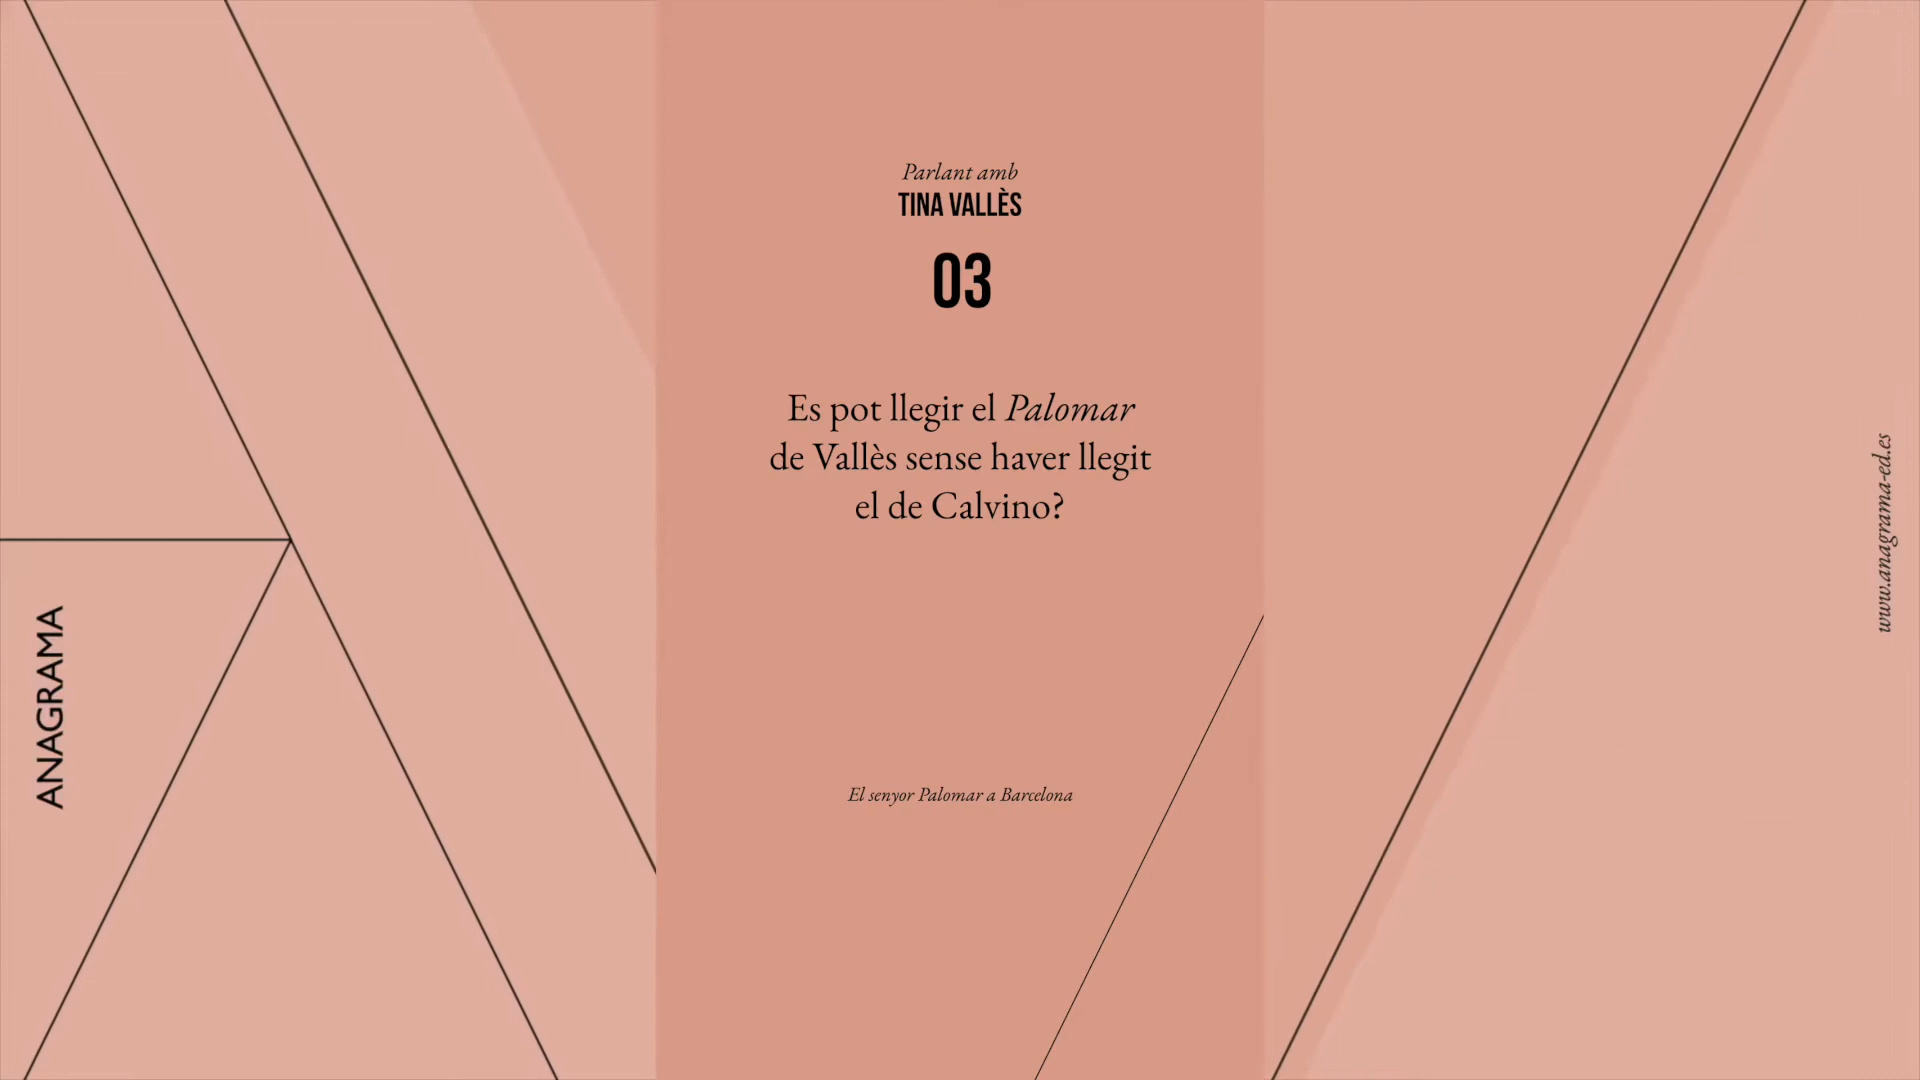 Parlant amb
TINA VALLÈS
03
Es pot llegir el Palomar
de Vallès sense haver llegit
el de Calvino?
El senyor Palomar a Barcelona
ANAGRAMA
www.anagrama-ed.es